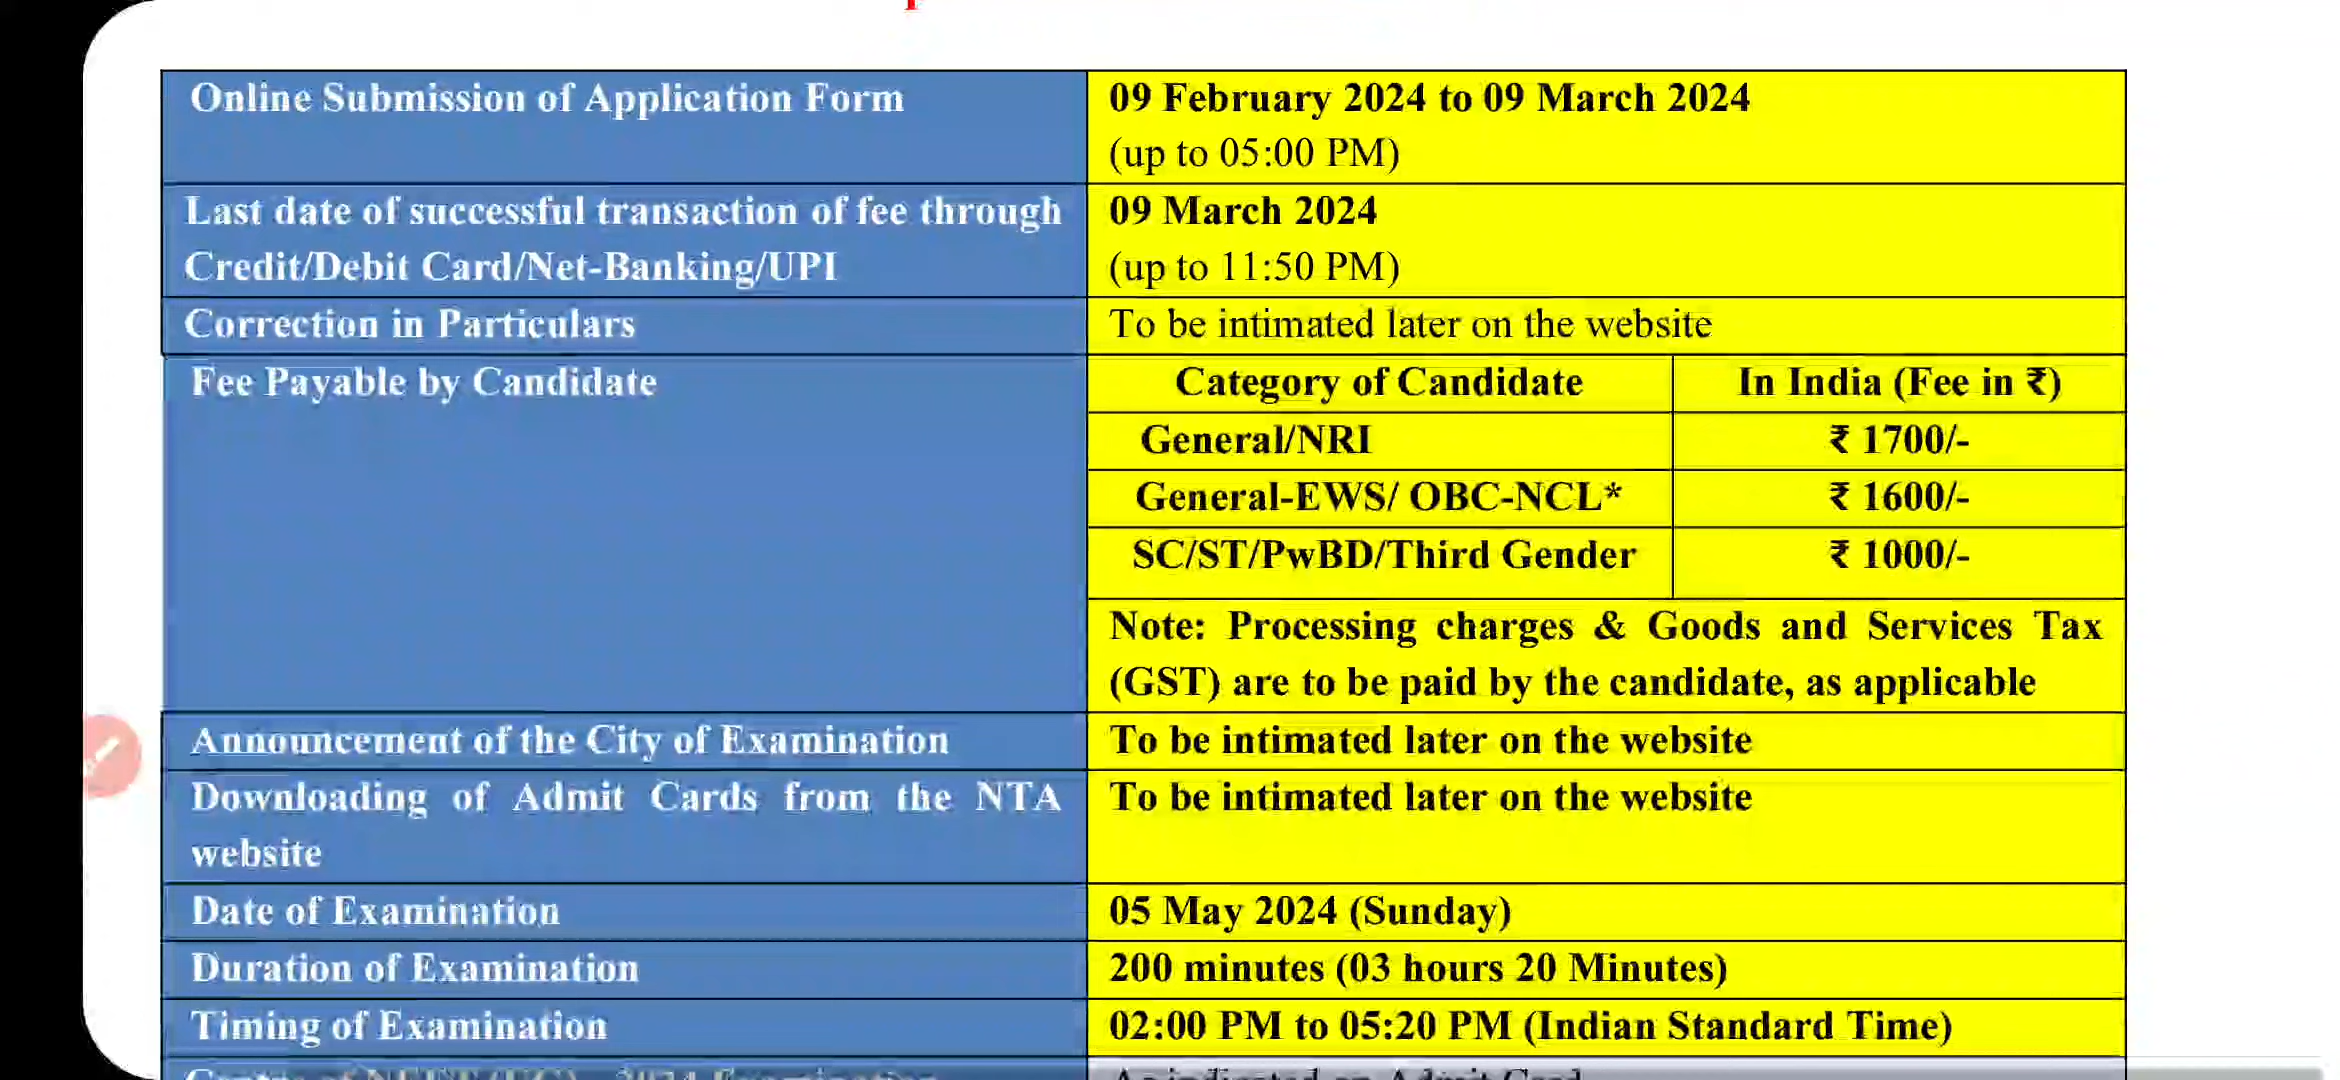 Online Submission of Application Form
09 February 2024 to 09 March 2024
(up to 05:00 PM)
Last date of successful transaction of fee through
Credit/Debit Card/Net-Banking/UPI
09 March 2024
(up to 11:50 PM)
Correction in Particulars
To be intimated later on the website
Fee Payable by Candidate
Category of Candidate
In India (Fee in ₹)
General/NRI
₹ 1700/-
General-EWS/ OBC-NCL*
₹ 1600/-
SC/ST/PwBD/Third Gender
₹ 1000/-
Note: Processing charges & Goods and Services Tax
(GST) are to be paid by the candidate, as applicable
Announcement of the City of Examination
To be intimated later on the website
Downloading of Admit Cards from the NTA
website
To be intimated later on the website
Date of Examination
05 May 2024 (Sunday)
Duration of Examination
200 minutes (03 hours 20 Minutes)
Timing of Examination
02:00 PM to 05:20 PM (Indian Standard Time)
As indicated on Admit Card